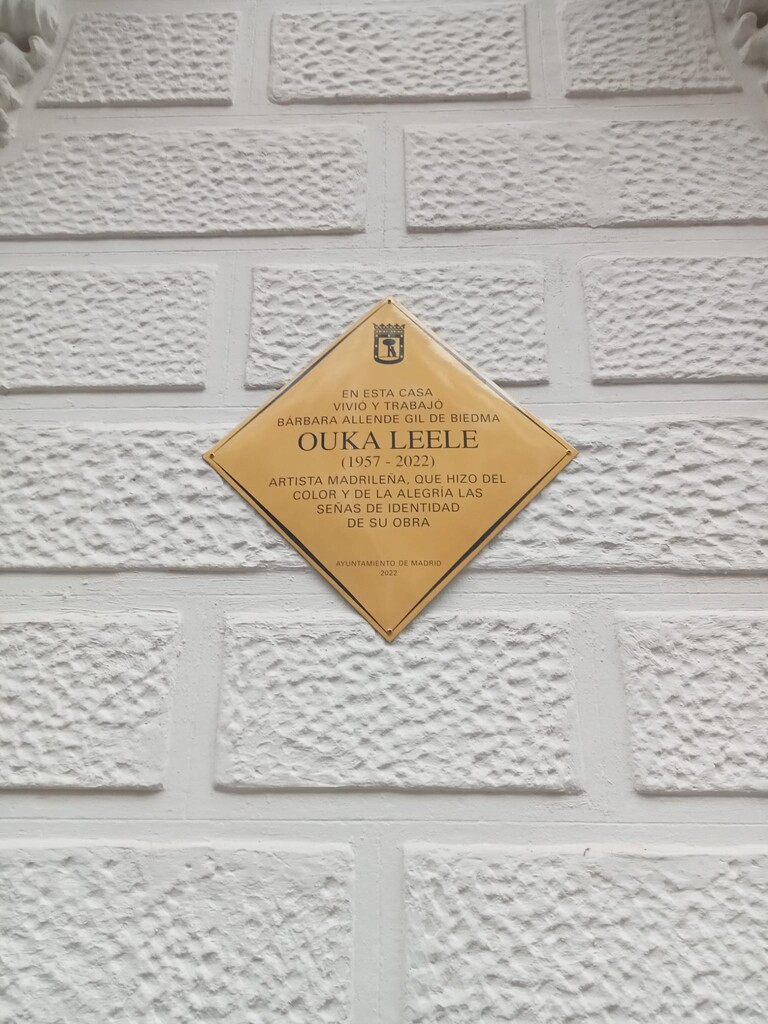 EN ESTA CASA
VIVIÓ Y TRABAJÓ
BÁRBARA ALLENDE GIL DE BIEDMA
OUKA LEELE
(1957 - 2022)
ARTISTA MADRILEÑA, QUE HIZO DEL
COLOR Y DE LA ALEGRÍA LAS
SEÑAS DE IDENTIDAD
DE SU OBRA
AYUNTAMIENTO DE MADRID
2022